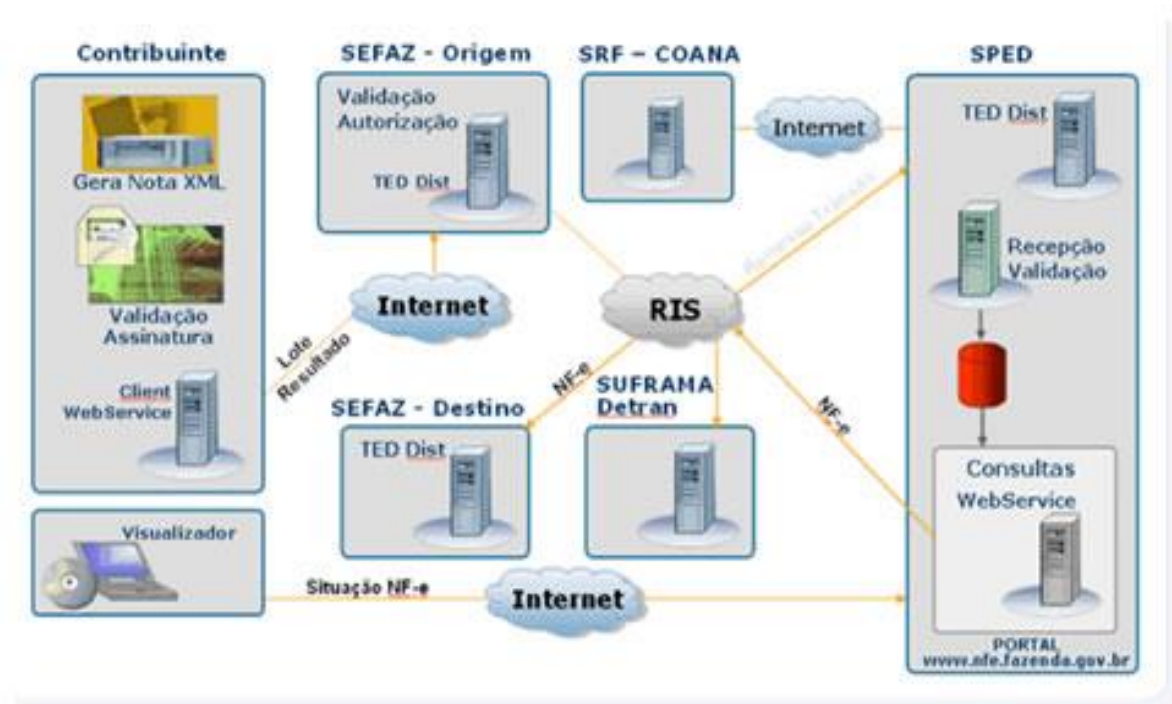 Contribuinte
Gera Nota XML
Validação
Assinatura
Client
WebService
Visualizador
SEFAZ - Origem
Validação
Autorização
TED Dist
SRF – COANA
Internet
SPED
TED Dist
Recepção
Validação
Consultas
WebService
PORTAL
www.nfe.fazenda.gov.br
Internet
Lote
Resultado
RIS
NF-e
NF-e
SEFAZ - Destino
TED Dist
SUFRAMA
Detran
Situação NF-e
Internet